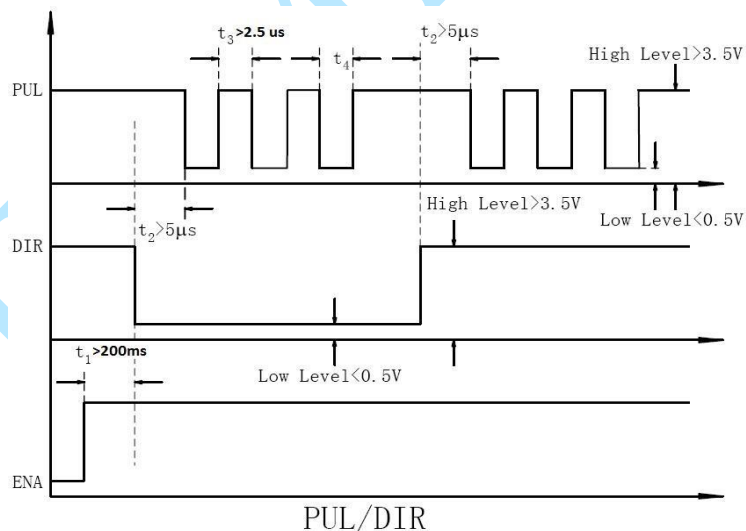 t3>2.5 us
t4
t2>5μs
High Level>3.5V
PUL
t2>5μs
High Level>3.5V
Low Level<0.5V
DIR
t1>200ms
Low Level<0.5V
ENA
PUL/DIR